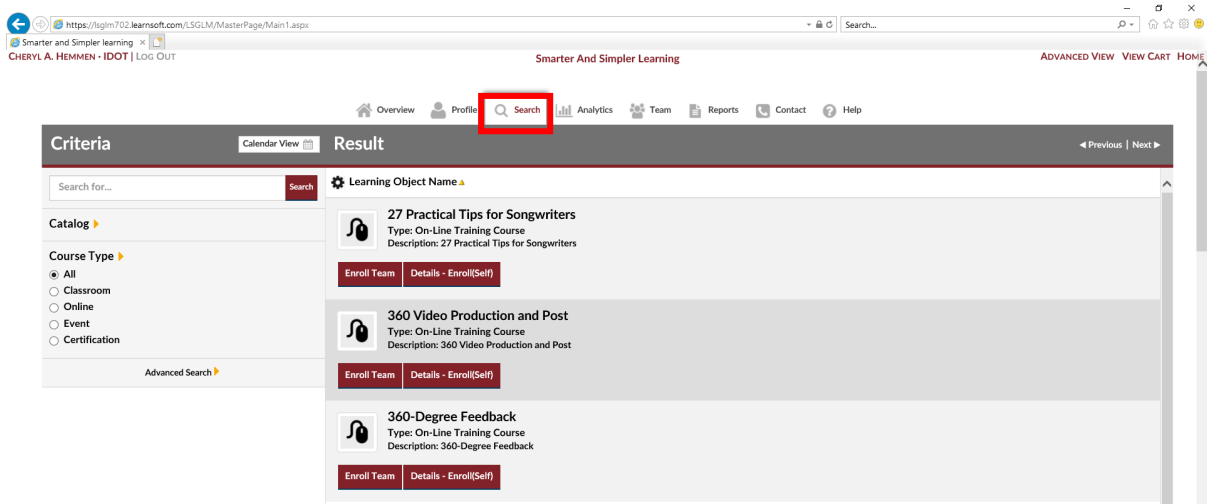 https://lsglm702.learnsoft.com/LSGLM/MasterPage/Main1.aspx
Search...
Smarter and Simpler learning
CHERYL A. HEMMEN - IDOT | LOG OUT
Smarter And Simpler Learning
ADVANCED VIEW VIEW CART HOME
Overview Profile Search Analytics Team Reports Contact Help
Criteria
Calendar View
Result
Previous | Next
Search for...
Search
Learning Object Name
Catalog
Course Type
All
Classroom
Online
Event
Certification
Advanced Search
27 Practical Tips for Songwriters
Type: On-Line Training Course
Description: 27 Practical Tips for Songwriters
Enroll Team Details - Enroll(Self)
360 Video Production and Post
Type: On-Line Training Course
Description: 360 Video Production and Post
Enroll Team Details - Enroll(Self)
360-Degree Feedback
Type: On-Line Training Course
Description: 360-Degree Feedback
Enroll Team Details - Enroll(Self)